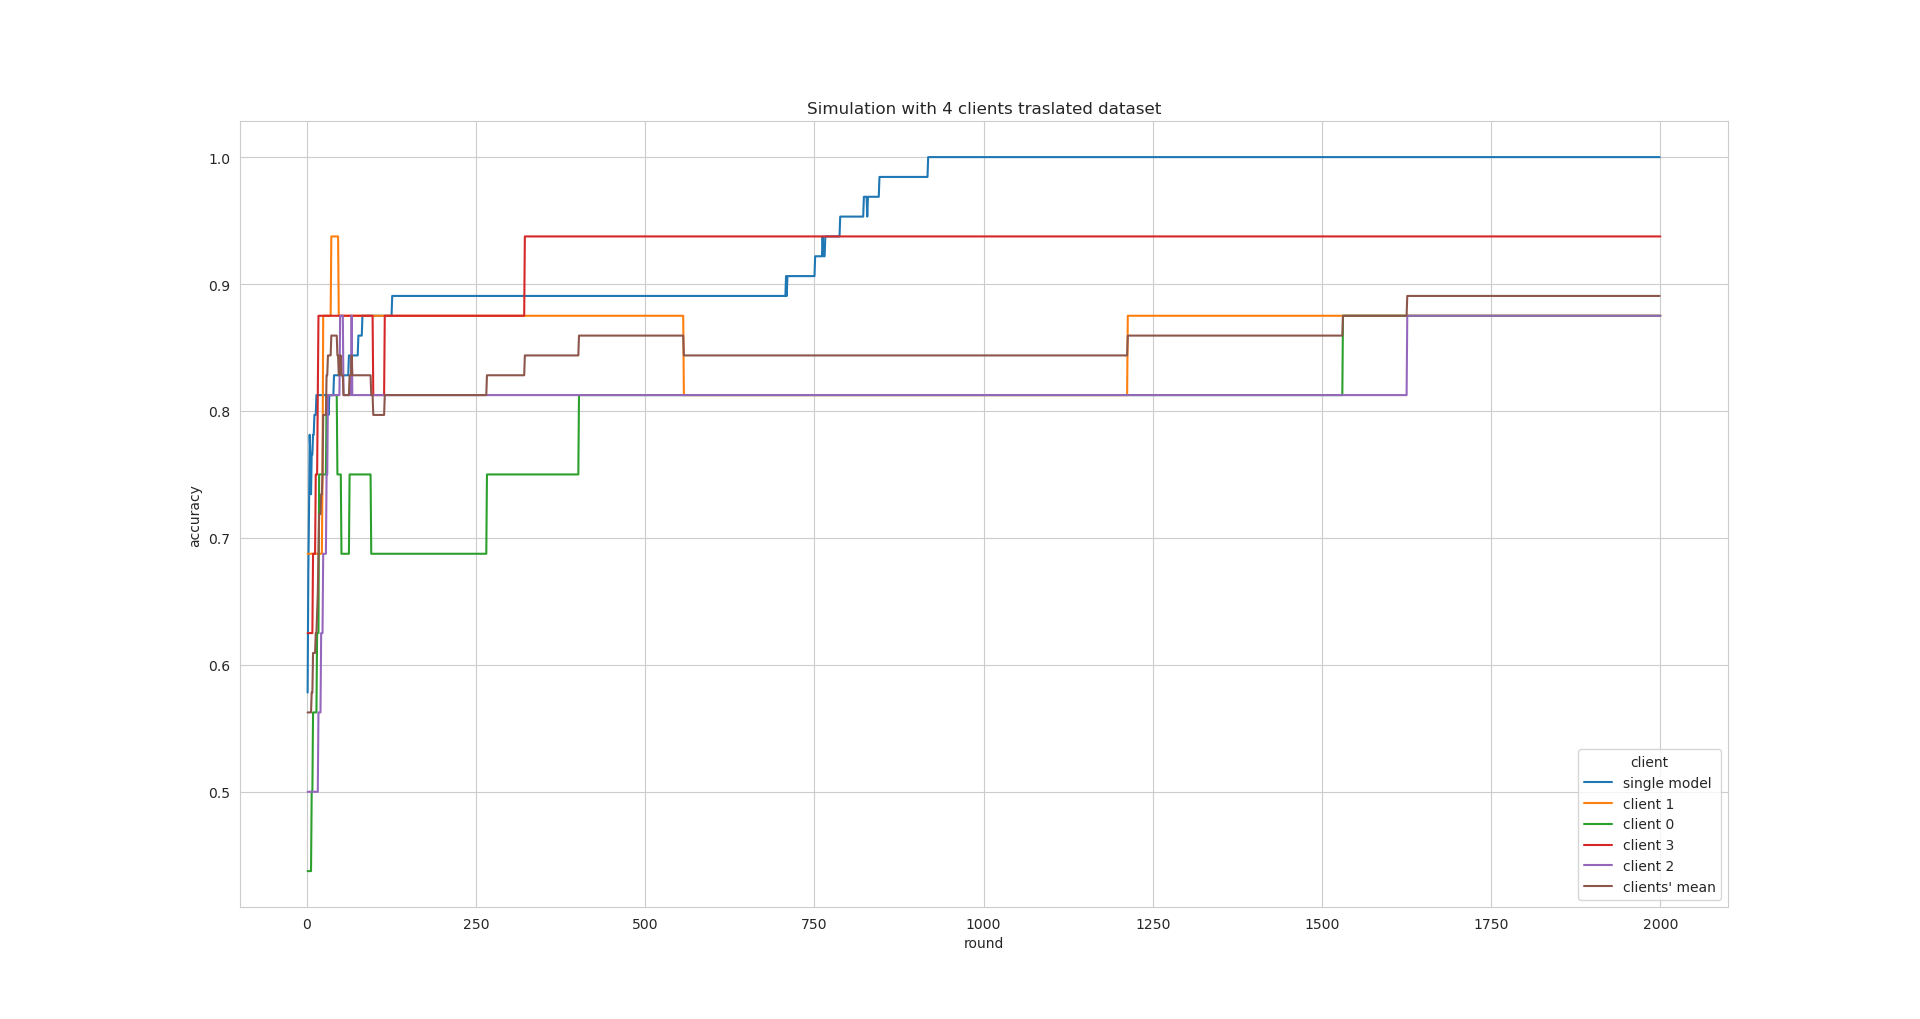 Simulation with 4 clients traslated dataset
accuracy
1.0
0.9
0.8
0.7
0.6
0.5
0 250 500 750 1000 1250 1500 1750 2000
round
client
single model
client 1
client 0
client 3
client 2
clients' mean